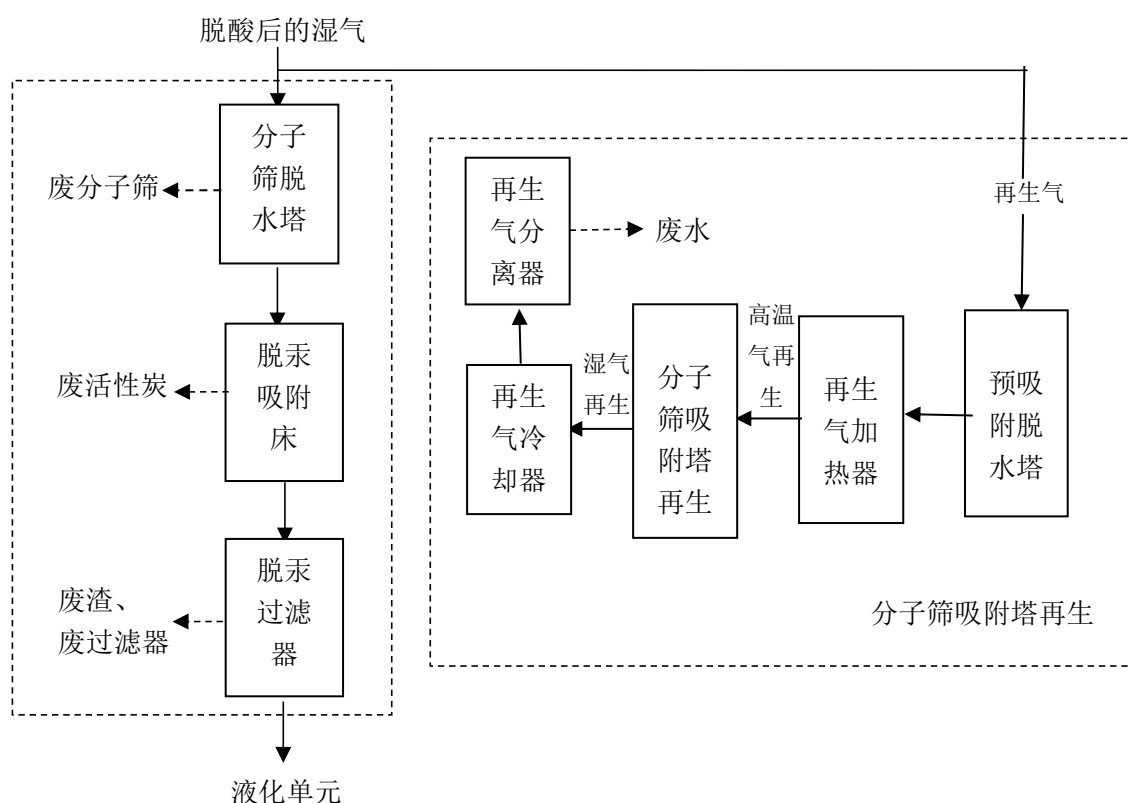 脱酸后的湿气
分子
筛脱
水塔
废分子筛
脱汞
吸附
床
废活性炭
脱汞
过滤
器
废渣、
废过滤器
液化单元
再生气
预吸
附脱
水塔
再生
气加
热器
高温
气再
生
分子
筛吸
附塔
再生
湿气
再生
再生
气冷
却器
再生
气分
离器
废水
分子筛吸附塔再生